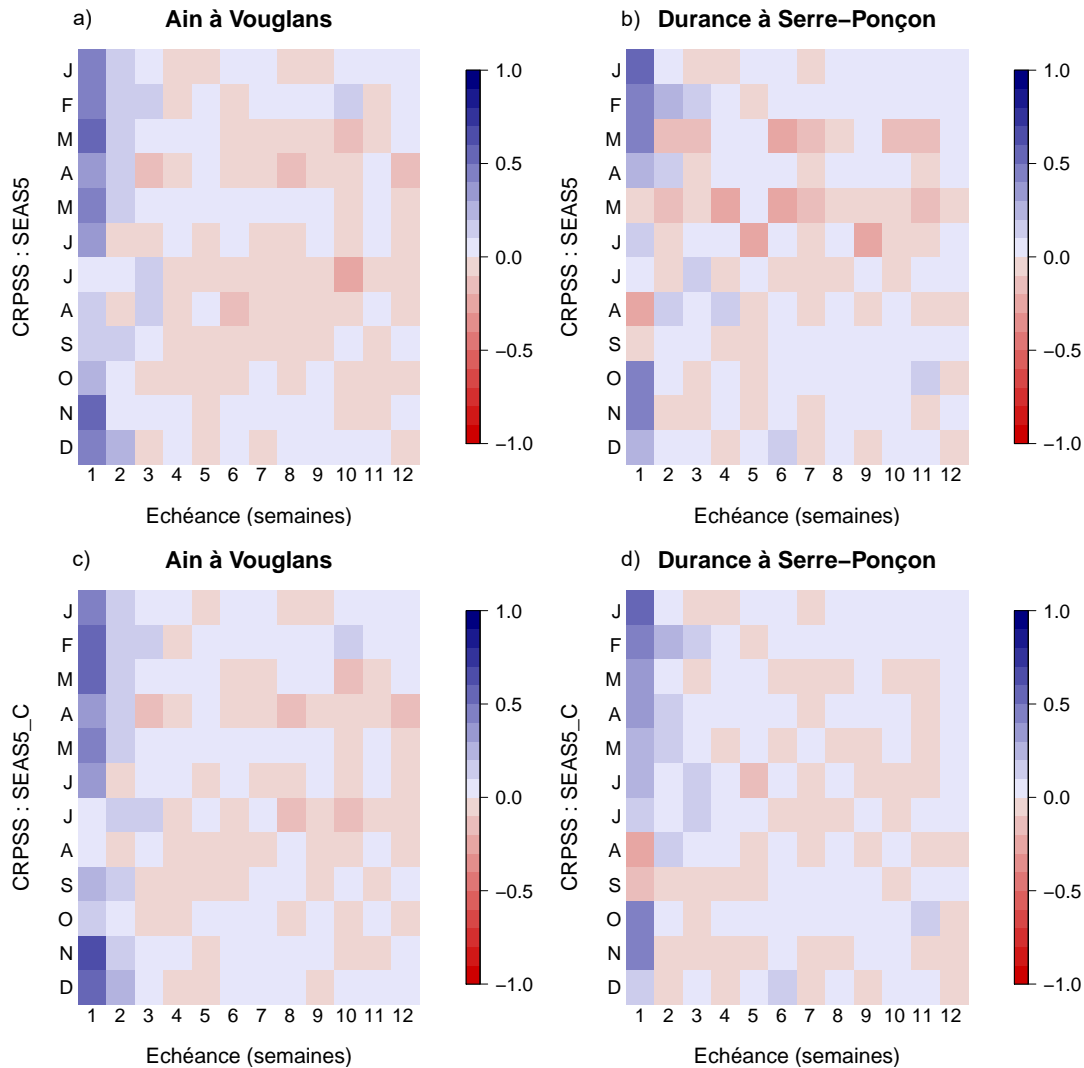 a) Ain à Vouglans
CRPSS : SEAS5
J
F
M
A
M
J
J
A
S
O
N
D
1 2 3 4 5 6 7 8 9 10 11 12
Echéance (semaines)
1.0
0.5
0.0
−0.5
−1.0
b) Durance à Serre−Ponçon
CRPSS : SEAS5
J
F
M
A
M
J
J
A
S
O
N
D
1 2 3 4 5 6 7 8 9 10 11 12
Echéance (semaines)
1.0
0.5
0.0
−0.5
−1.0
c) Ain à Vouglans
CRPSS : SEAS5_C
J
F
M
A
M
J
J
A
S
O
N
D
1 2 3 4 5 6 7 8 9 10 11 12
Echéance (semaines)
1.0
0.5
0.0
−0.5
−1.0
d) Durance à Serre−Ponçon
CRPSS : SEAS5_C
J
F
M
A
M
J
J
A
S
O
N
D
1 2 3 4 5 6 7 8 9 10 11 12
Echéance (semaines)
1.0
0.5
0.0
−0.5
−1.0